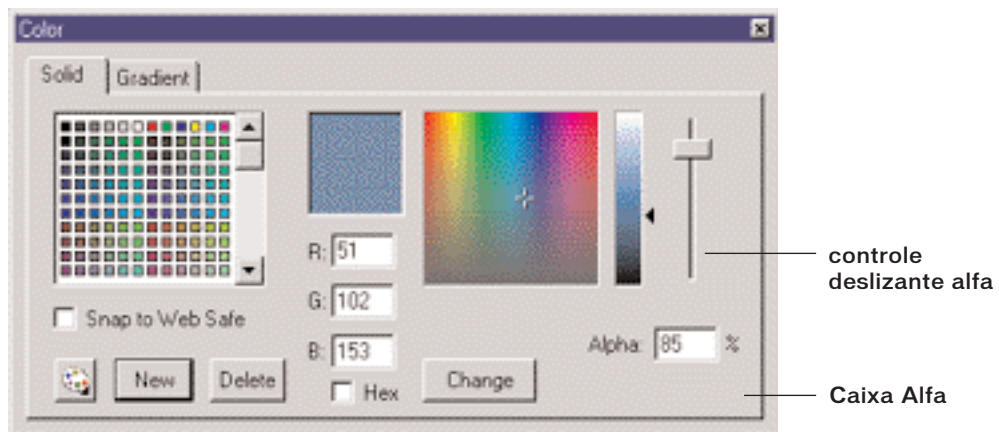 Color
Solid
Gradient
R: 51
G: 102
B: 153
Snap to Web Safe
New
Delete
Hex
Change
Alpha: 85 %
controle
deslizante alfa
Caixa Alfa